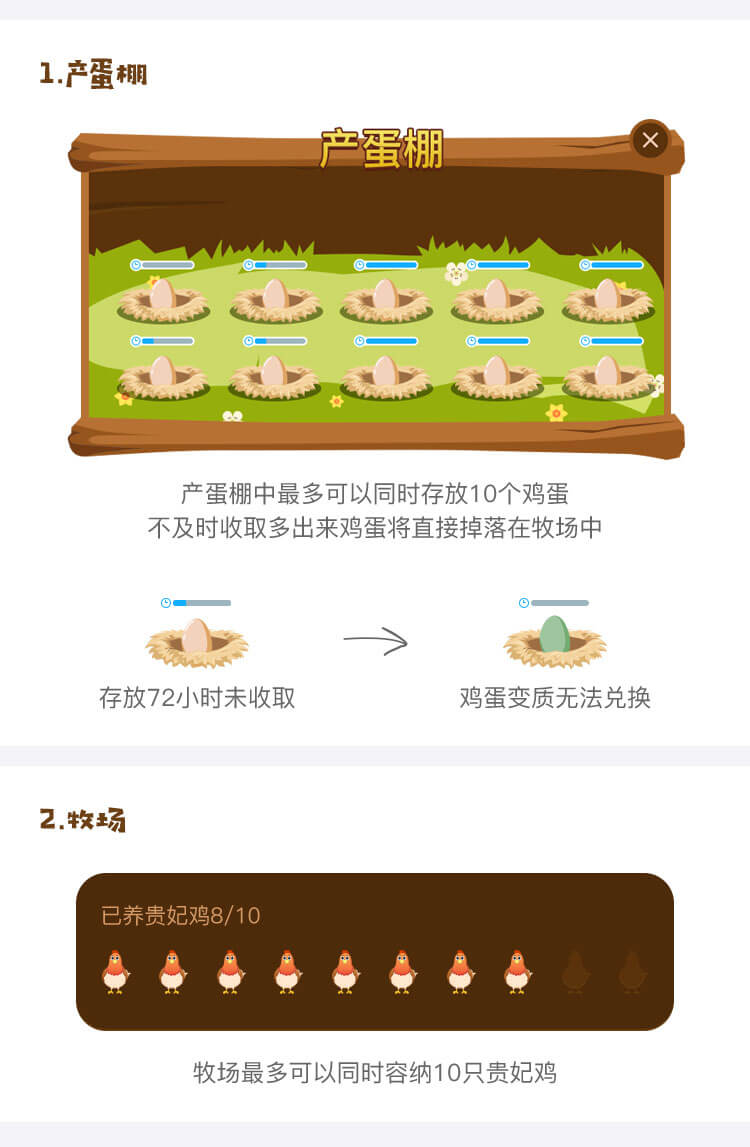 1.产蛋棚
产蛋棚
产蛋棚中最多可以同时存放10个鸡蛋
不及时收取多出来鸡蛋将直接掉落在牧场中
存放72小时未收取
鸡蛋变质无法兑换
2.牧场
已养贵妃鸡8/10
牧场最多可以同时容纳10只贵妃鸡